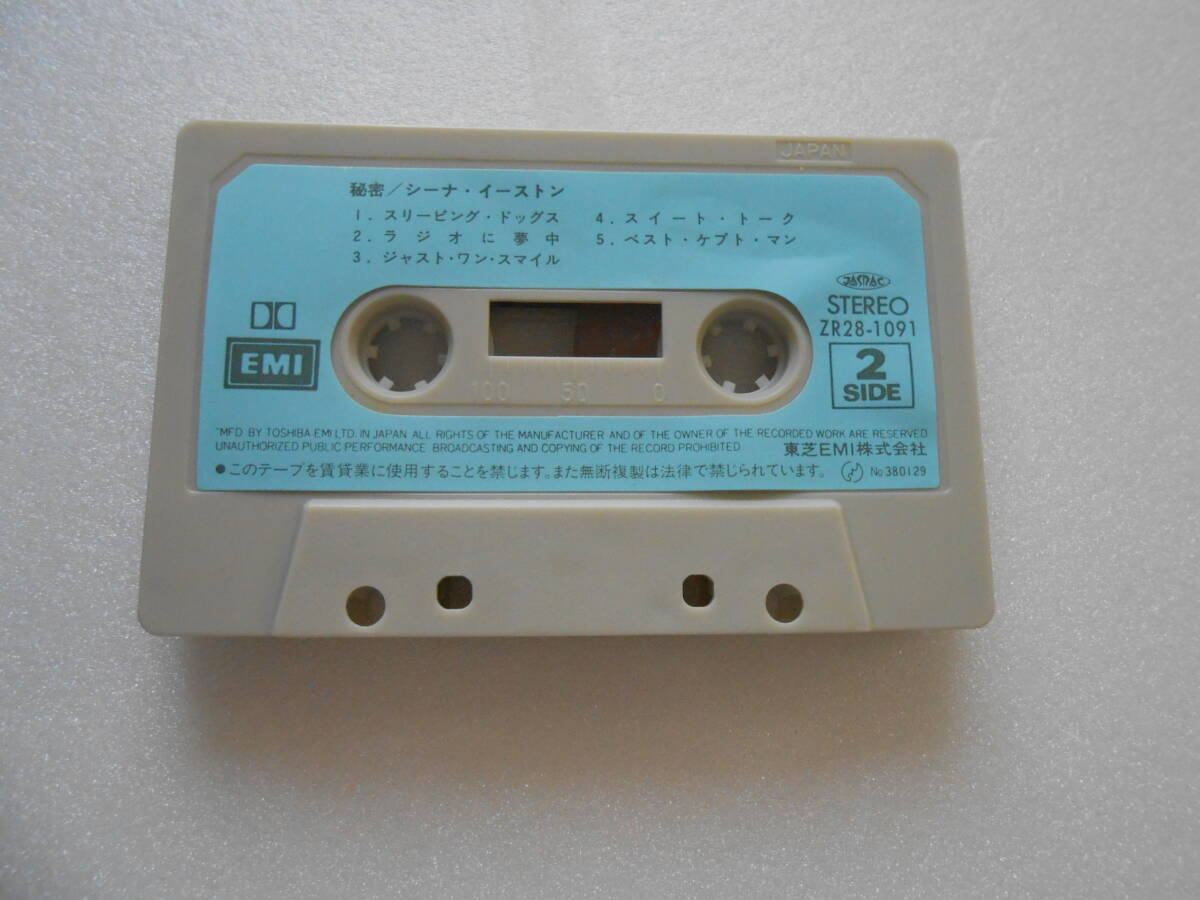 JAPAN
秘密/シーナ・イーストン
1. スリーピング・ドッグス
2. ラジオに夢中
3. ジャスト・ワン・スマイル
4. スイート・トーク
5. ベスト・ケプト・マン
JASRAC
STEREO
ZR28-1091
2
SIDE
EMI
100 50 0
MFD BY TOSHIBA EMI LTD. IN JAPAN ALL RIGHTS OF THE MANUFACTURER AND OF THE OWNER OF THE RECORDED WORK ARE RESERVED
UNAUTHORIZED PUBLIC PERFORMANCE BROADCASTING AND COPYING OF THE RECORD PROHIBITED 東芝EMI株式会社
●このテープを賃貸業に使用することを禁じます。また無断複製は法律で禁じられています。 No380129